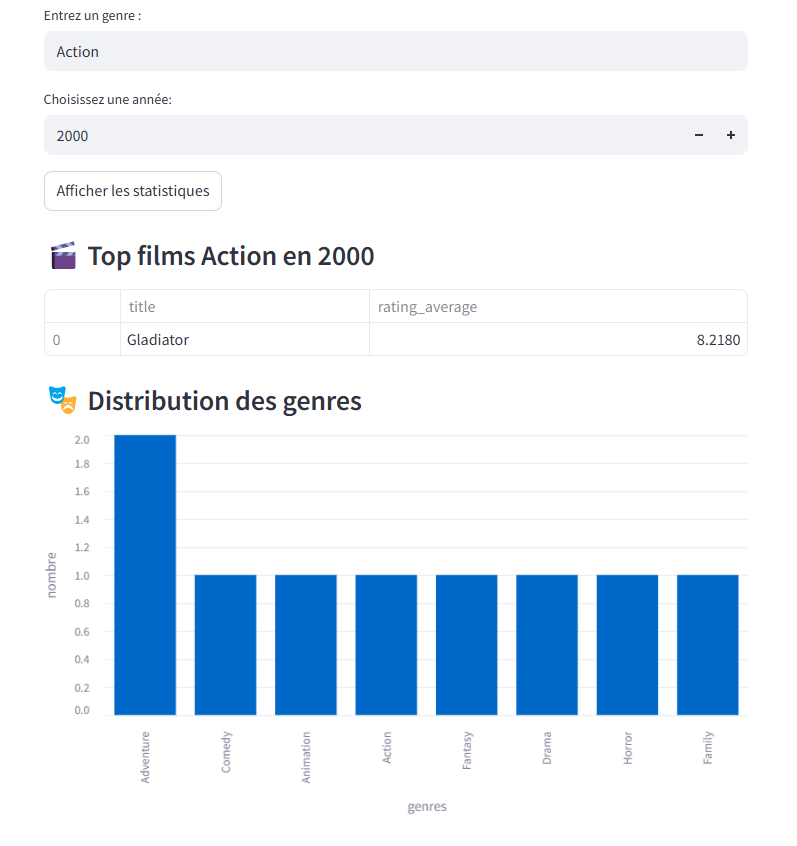 Entrez un genre :
Action
Choisissez une année:
2000
Afficher les statistiques
Top films Action en 2000
title rating_average
0 Gladiator 8.2180
Distribution des genres
2.0
1.8
1.6
1.4
1.2
1.0
0.8
0.6
0.4
0.2
0.0
nombre
Adventure Comedy Animation Action Fantasy Drama Horror Family
genres